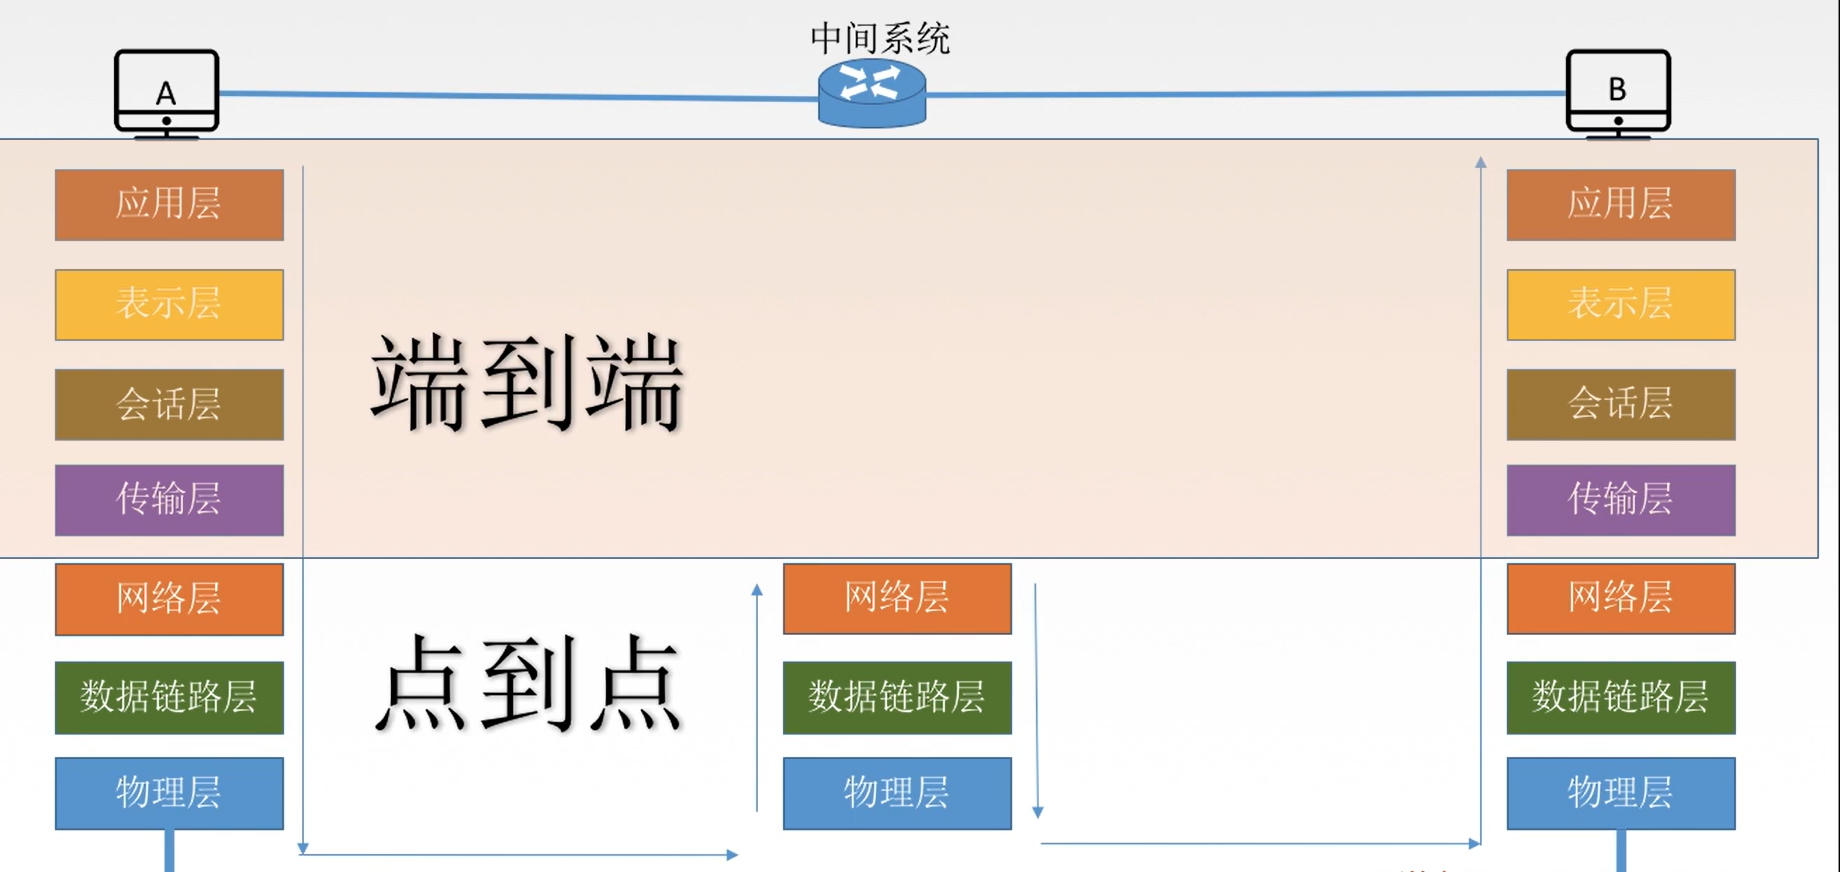 中间系统
A
B
应用层
应用层
表示层
表示层
端到端
会话层
会话层
传输层
传输层
网络层
网络层
网络层
点到点
数据链路层
数据链路层
数据链路层
物理层
物理层
物理层